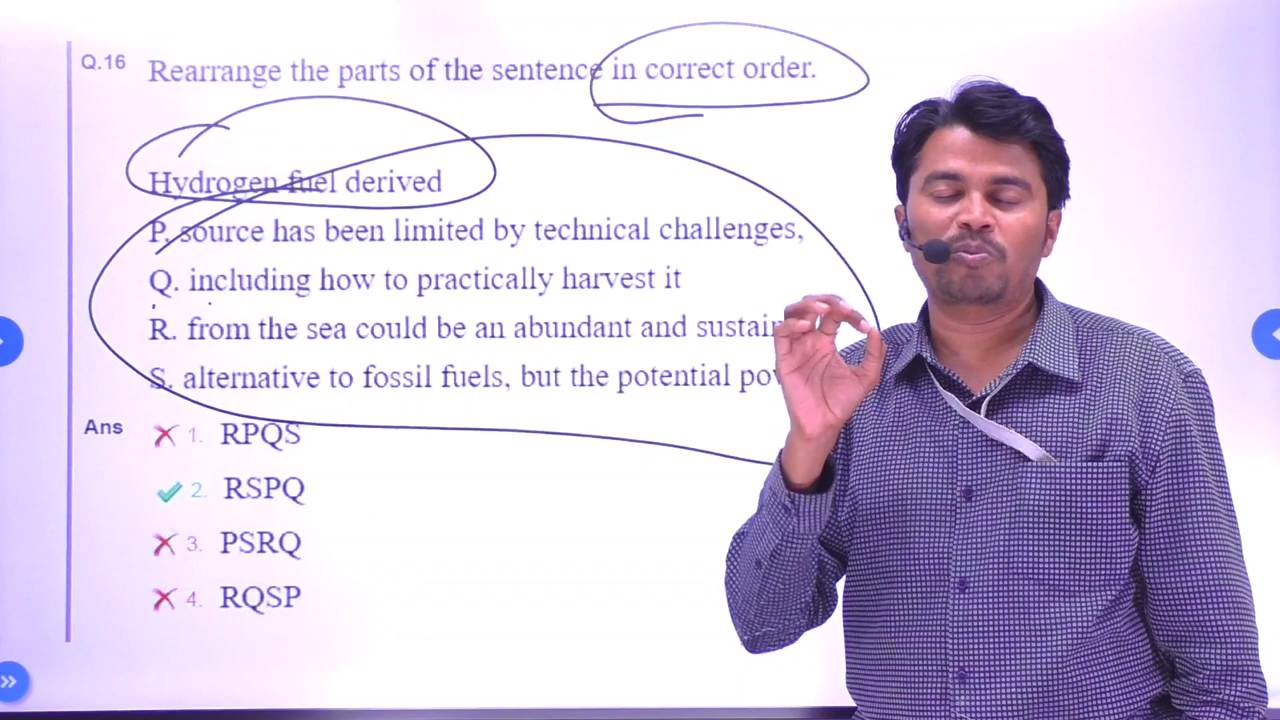 Q.16 Rearrange the parts of the sentence in correct order.
Hydrogen fuel derived
P. source has been limited by technical challenges,
Q. including how to practically harvest it
R. from the sea could be an abundant and
S. alternative to fossil fuels, but the potential
Ans 1. RPQS
2. RSPQ
3. PSRQ
4. RQSP